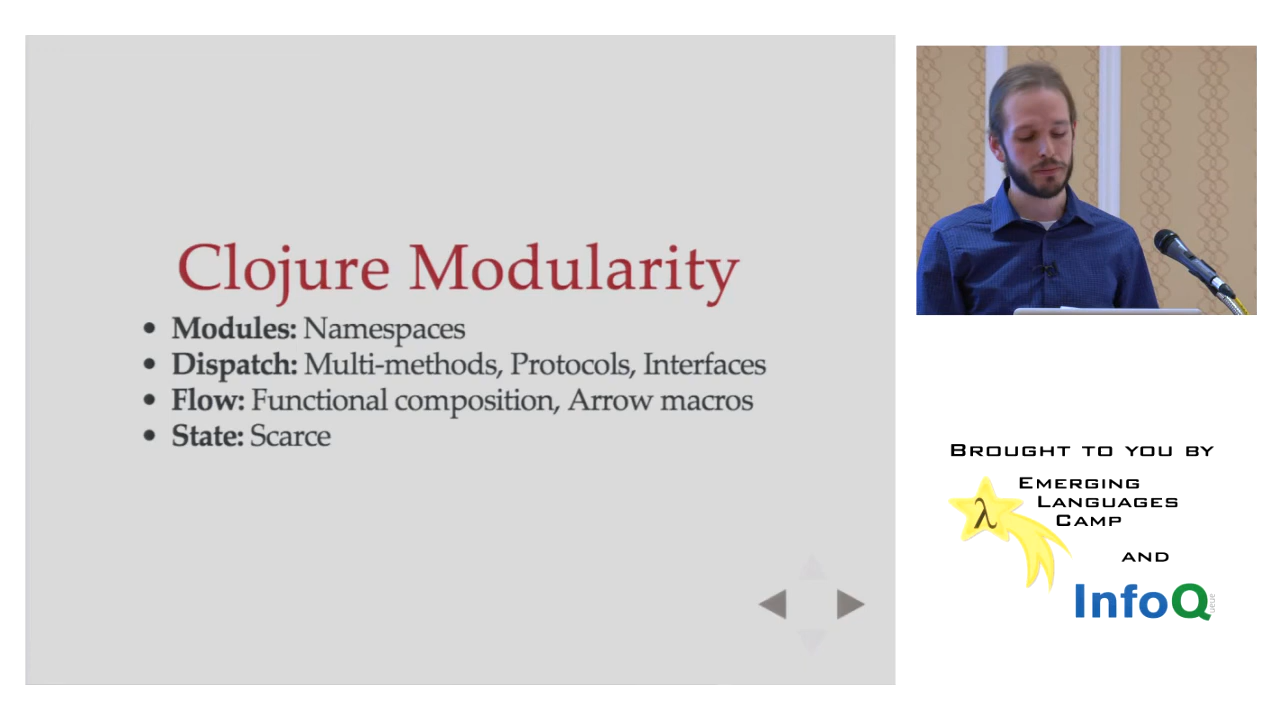 Clojure Modularity
• Modules: Namespaces
• Dispatch: Multi-methods, Protocols, Interfaces
• Flow: Functional composition, Arrow macros
• State: Scarce
BROUGHT TO YOU BY
EMERGING
LANGUAGES
CAMP
λ
AND
InfoQ
ueue